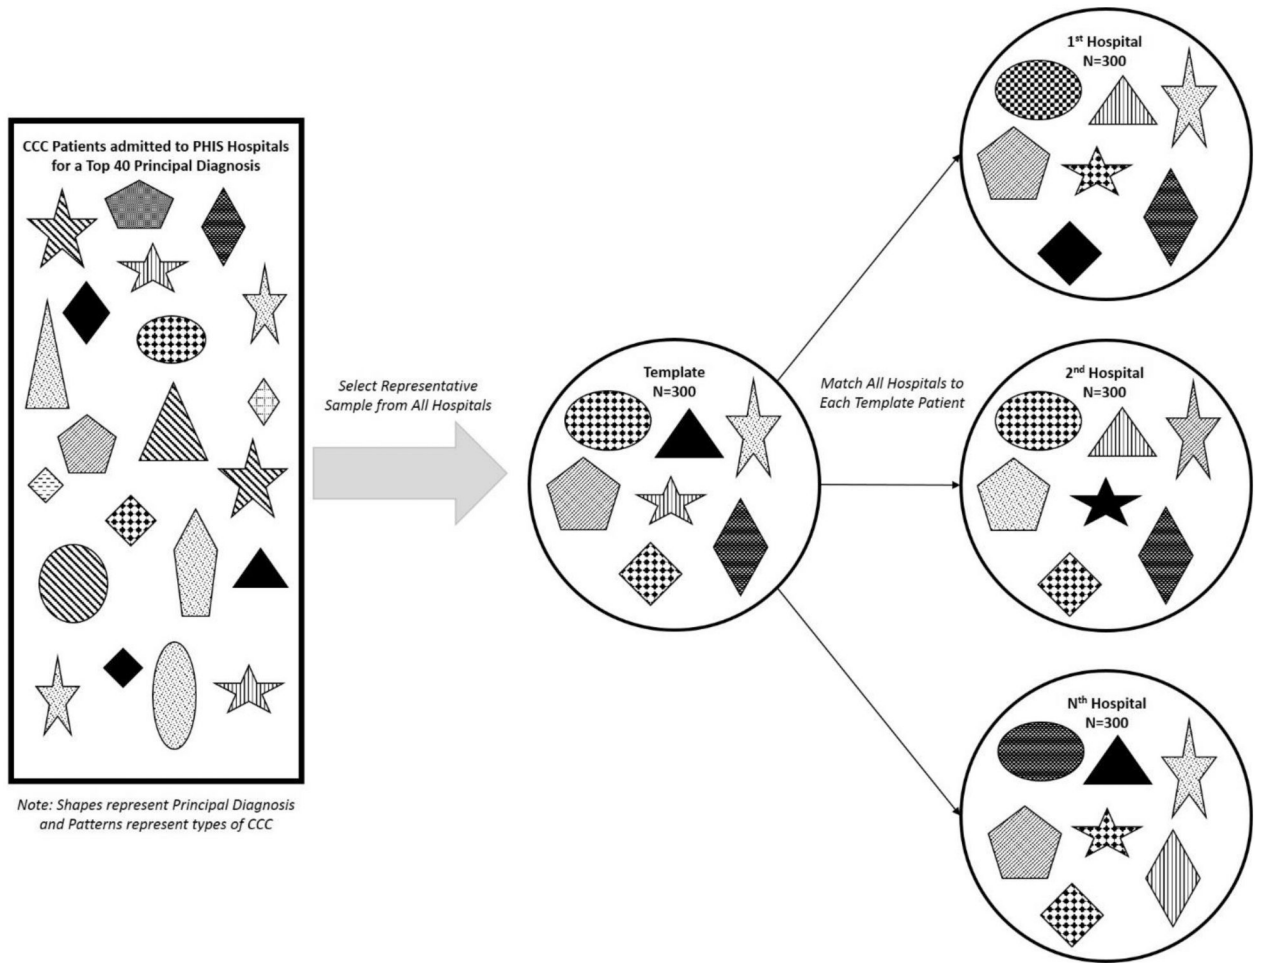 CCC Patients admitted to PHIS Hospitals
for a Top 40 Principal Diagnosis
Note: Shapes represent Principal Diagnosis
and Patterns represent types of CCC
Select Representative
Sample from All Hospitals
Template
N=300
Match All Hospitals to
Each Template Patient
1st Hospital
N=300
2nd Hospital
N=300
Nth Hospital
N=300